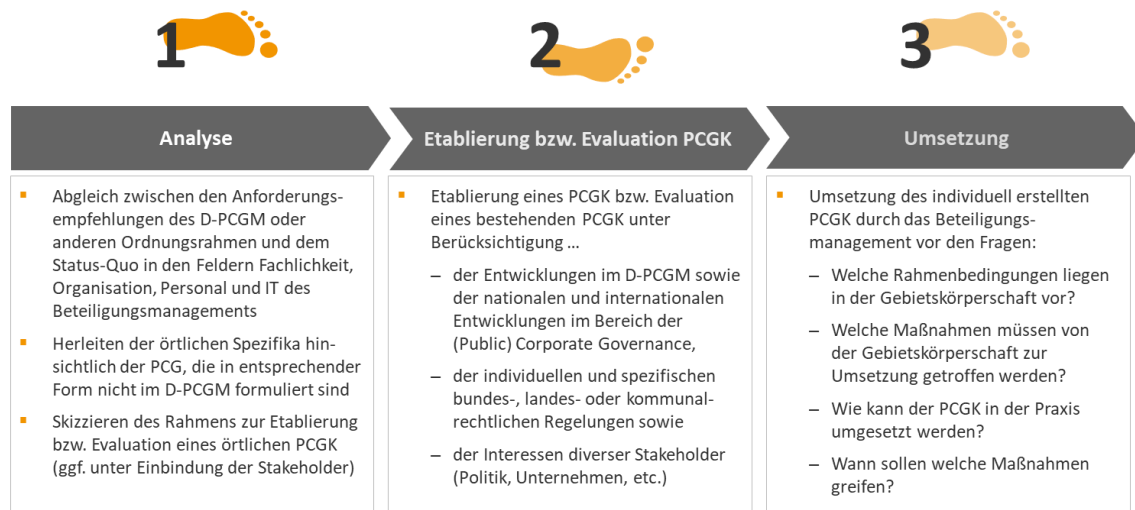 1
2
3
Analyse
Etablierung bzw. Evaluation PCGK
Umsetzung
▪ Abgleich zwischen den Anforderungs-
empfehlungen des D-PCGM oder
anderen Ordnungsrahmen und dem
Status-Quo in den Feldern Fachlichkeit,
Organisation, Personal und IT des
Beteiligungsmanagements
▪ Herleiten der örtlichen Spezifika hin-
sichtlich der PCG, die in entsprechender
Form nicht im D-PCGM formuliert sind
▪ Skizzieren des Rahmens zur Etablierung
bzw. Evaluation eines örtlichen PCGK
(ggf. unter Einbindung der Stakeholder)
▪ Etablierung eines PCGK bzw. Evaluation
eines bestehenden PCGK unter
Berücksichtigung ...
– der Entwicklungen im D-PCGM sowie
der nationalen und internationalen
Entwicklungen im Bereich der
(Public) Corporate Governance,
– der individuellen und spezifischen
bundes-, landes- oder kommunal-
rechtlichen Regelungen sowie
– der Interessen diverser Stakeholder
(Politik, Unternehmen, etc.)
▪ Umsetzung des individuell erstellten
PCGK durch das Beteiligungs-
management vor den Fragen:
– Welche Rahmenbedingungen liegen
in der Gebietskörperschaft vor?
– Welche Maßnahmen müssen von
der Gebietskörperschaft zur
Umsetzung getroffen werden?
– Wie kann der PCGK in der Praxis
umgesetzt werden?
– Wann sollen welche Maßnahmen
greifen?